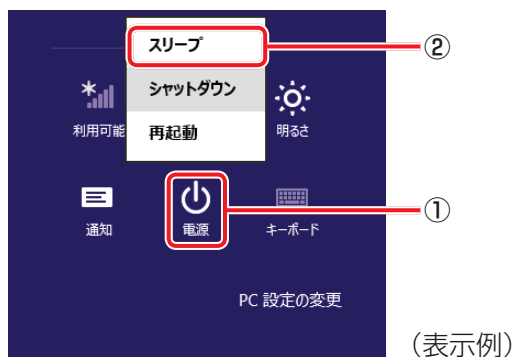 スリープ
②
シャットダウン
利用可能
再起動
明るさ
①
通知
電源
キーボード
PC 設定の変更
（表示例）